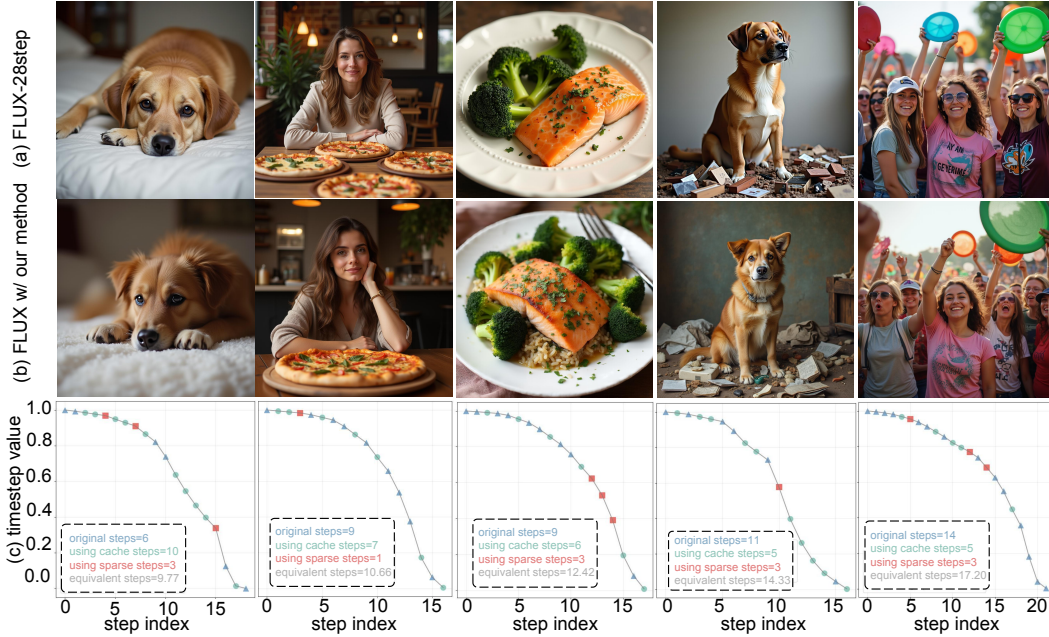 (a) FLUX-28step
(b) FLUX w/ our method
(c) timestep value
1.0
0.8
0.6
0.4
0.2
0.0
original steps=6
using cache steps=10
using sparse steps=3
equivalent steps=9.77
0 5 10 15
step index
original steps=9
using cache steps=7
using sparse steps=1
equivalent steps=10.66
0 5 10 15
step index
original steps=9
using cache steps=6
using sparse steps=3
equivalent steps=12.42
0 5 10 15
step index
original steps=11
using cache steps=5
using sparse steps=3
equivalent steps=14.33
0 5 10 15
step index
original steps=14
using cache steps=5
using sparse steps=3
equivalent steps=17.20
0 5 10 15 20
step index